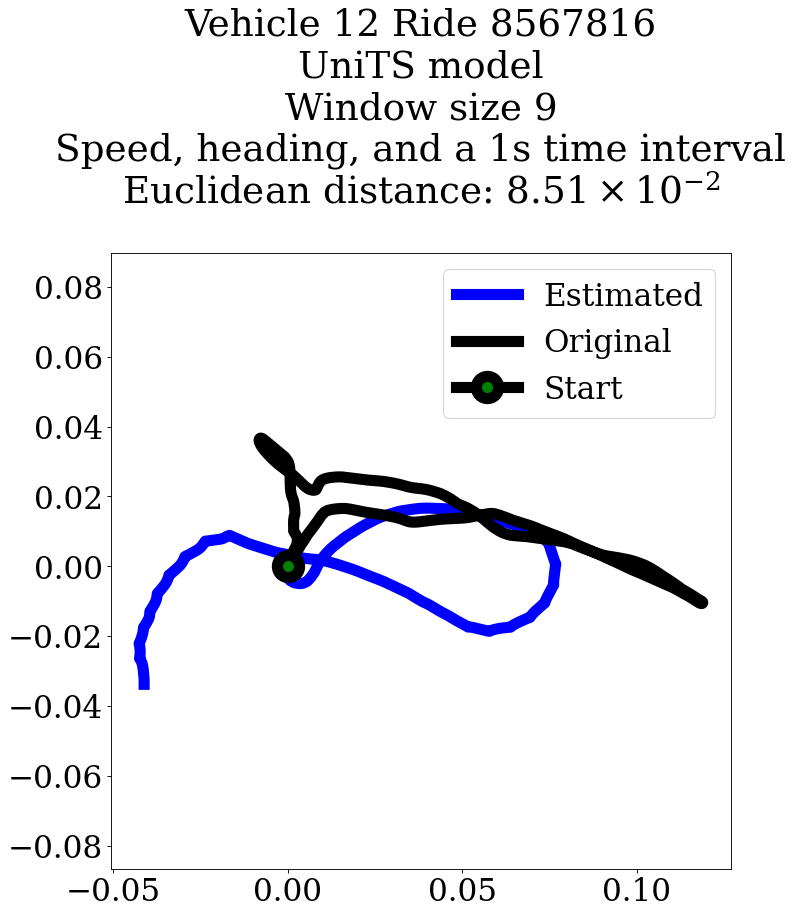 Vehicle 12 Ride 8567816
UniTS model
Window size 9
Speed, heading, and a 1s time interval
Euclidean distance: 8.51 × 10⁻²
Estimated
Original
Start
0.08
0.06
0.04
0.02
0.00
−0.02
−0.04
−0.06
−0.08
−0.05 0.00 0.05 0.10